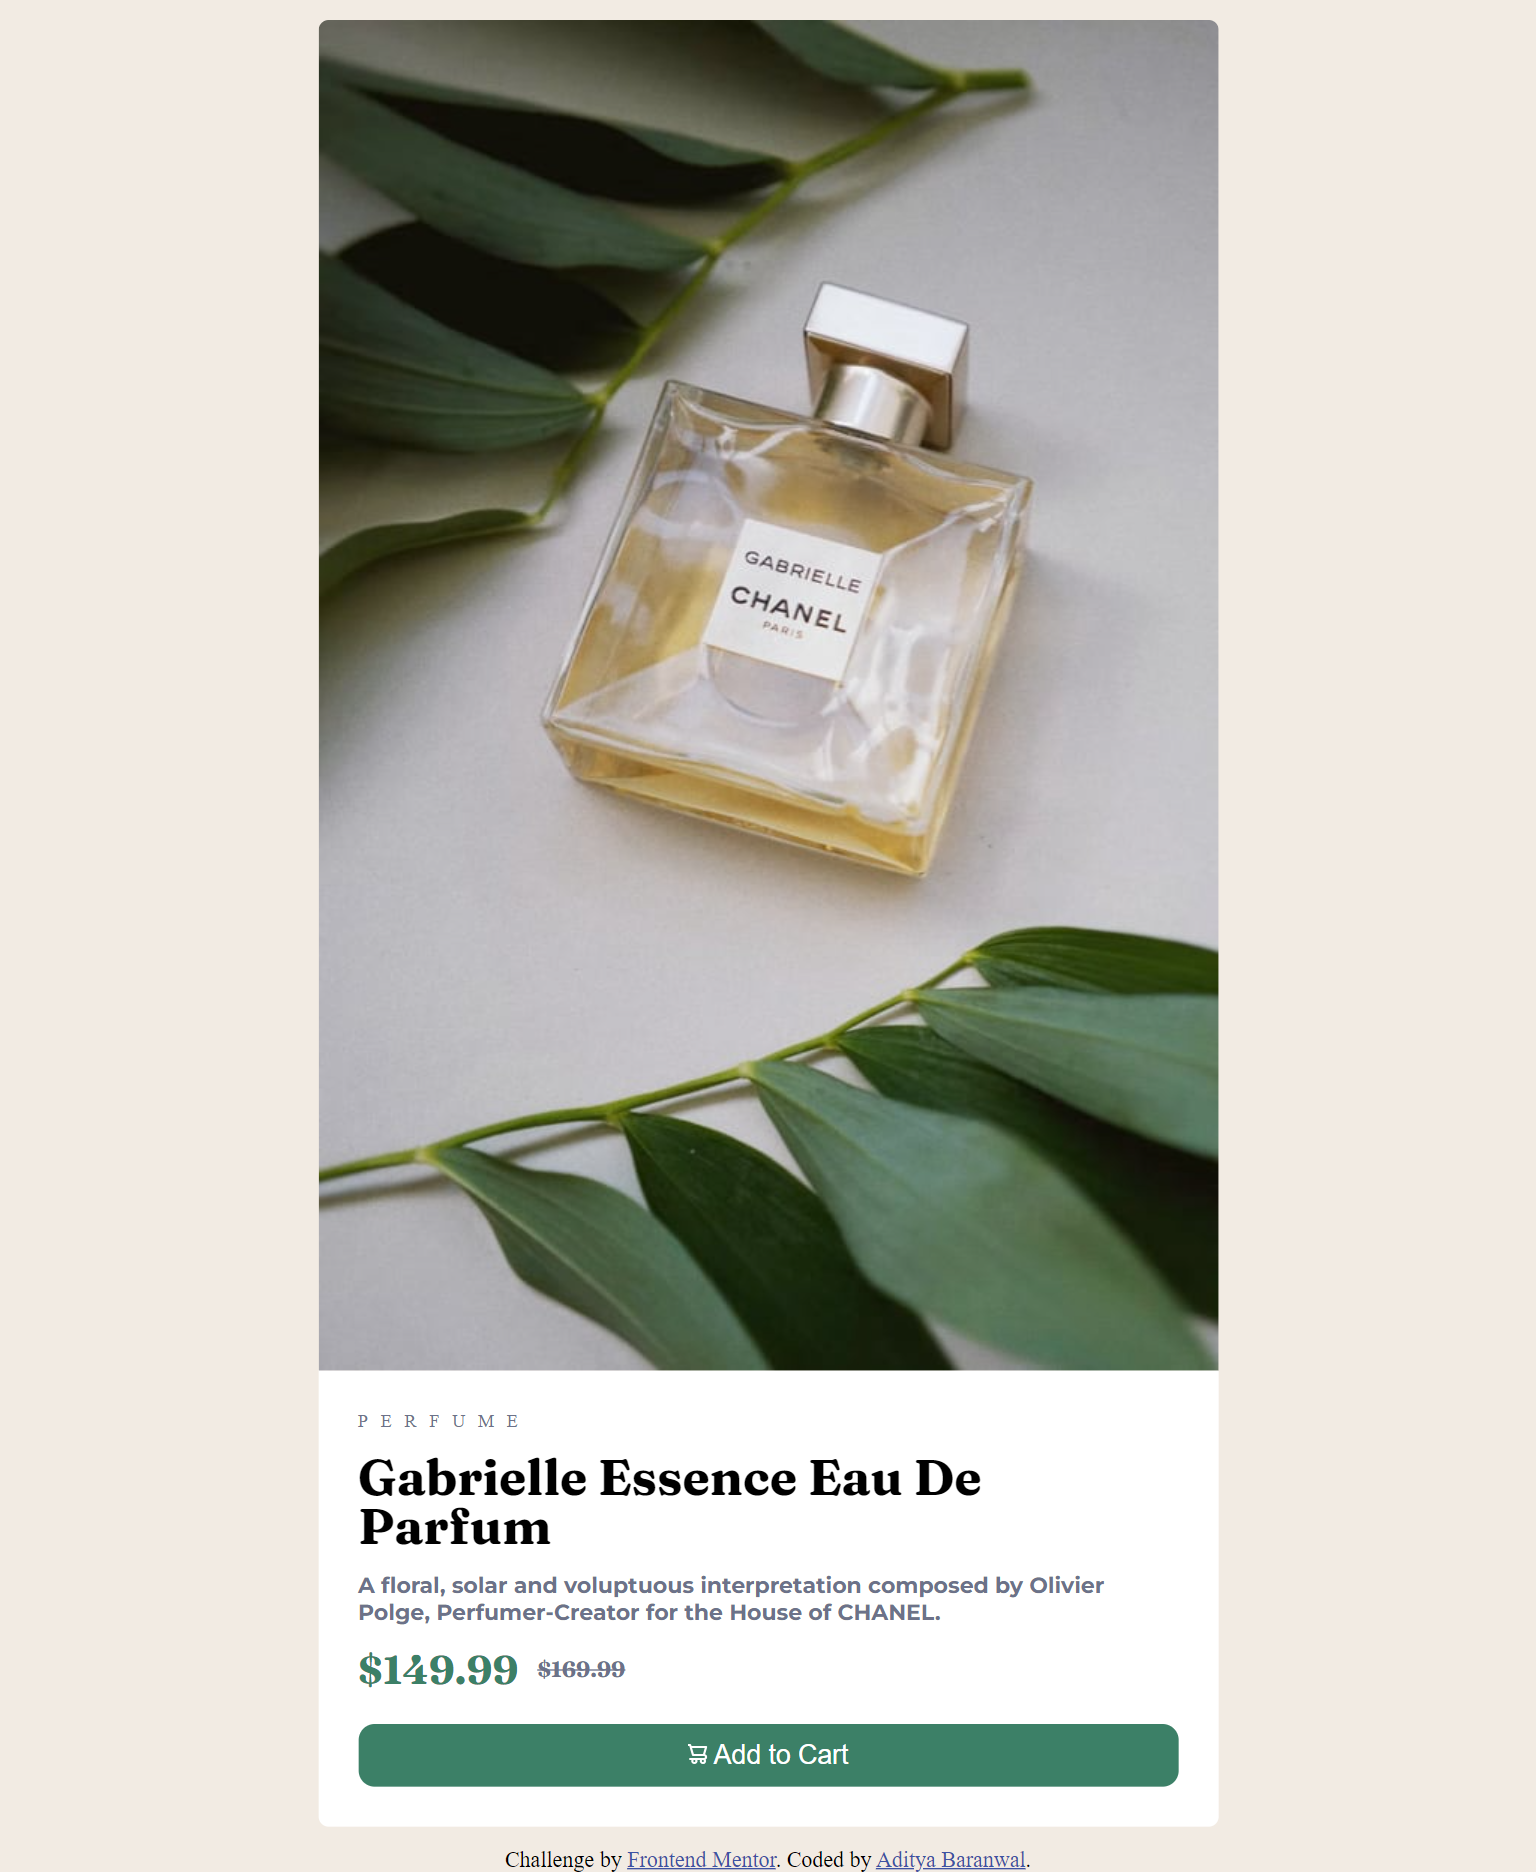 GABRIELLE
CHANEL
PARIS
PERFUME
Gabrielle Essence Eau De
Parfum
A floral, solar and voluptuous interpretation composed by Olivier
Polge, Perfumer-Creator for the House of CHANEL.
$149.99 $169.99
Add to Cart
Challenge by Frontend Mentor. Coded by Aditya Baranwal.